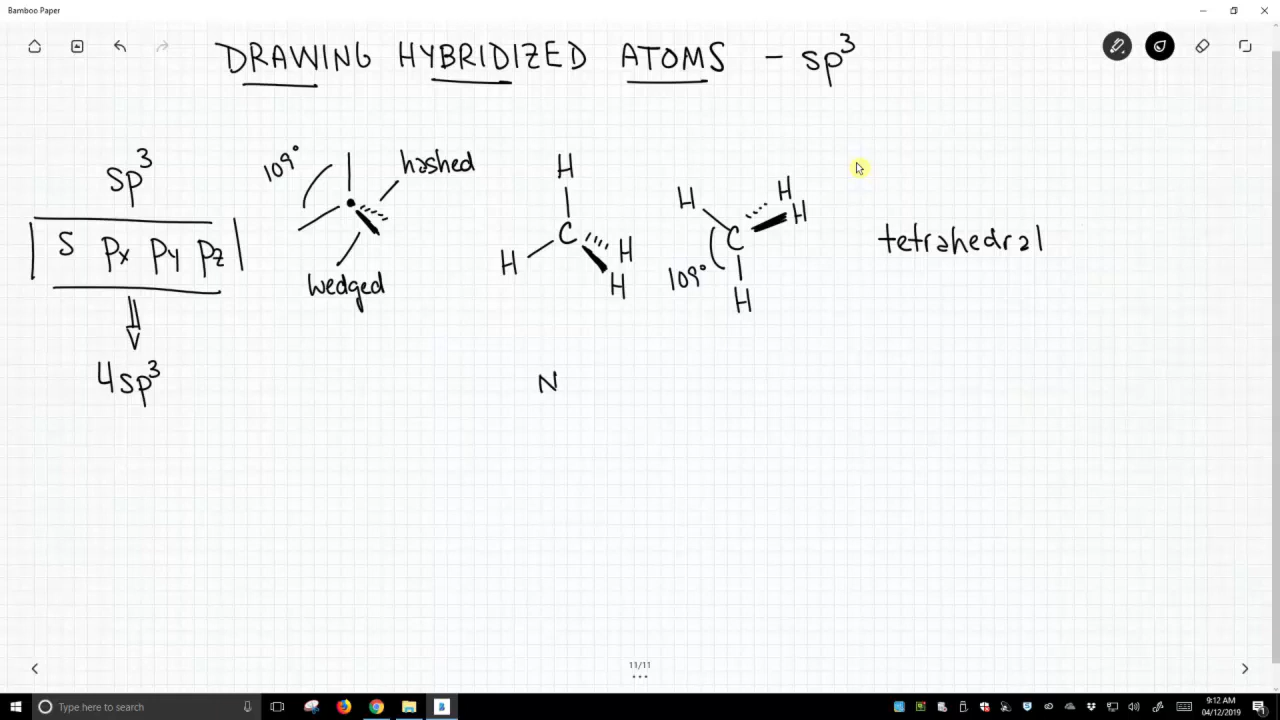 Bamboo Paper
DRAWING HYBRIDIZED ATOMS - sp³
sp³
S Px Py Pz
4sp³
109°
hashed
wedged
H
C
H
H
H
H
H
H
C
109°
H
tetrahedral
N
11/11
Type here to search
9:12 AM
04/12/2019